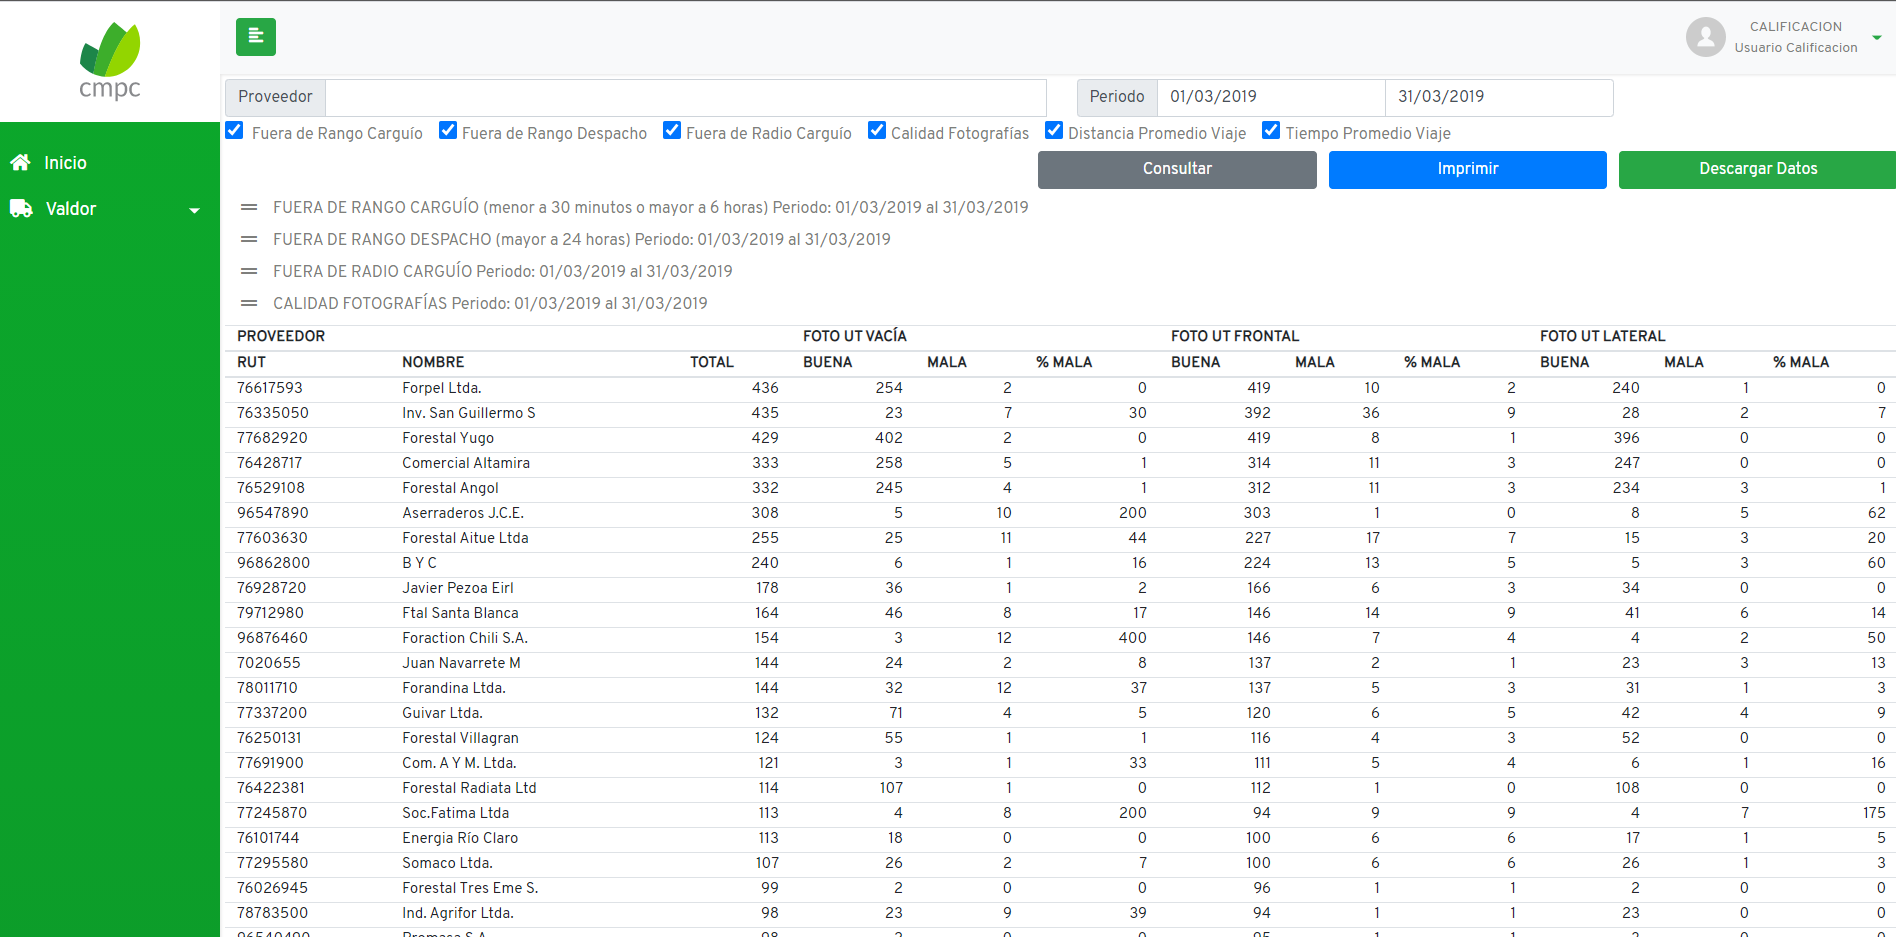 cmpc
CALIFICACION
Usuario Calificacion
Inicio
Valdor
Proveedor
Periodo 01/03/2019 31/03/2019
Fuera de Rango Carguío Fuera de Rango Despacho Fuera de Radio Carguío Calidad Fotografías Distancia Promedio Viaje Tiempo Promedio Viaje
Consultar Imprimir Descargar Datos
FUERA DE RANGO CARGUÍO (menor a 30 minutos o mayor a 6 horas) Periodo: 01/03/2019 al 31/03/2019
FUERA DE RANGO DESPACHO (mayor a 24 horas) Periodo: 01/03/2019 al 31/03/2019
FUERA DE RADIO CARGUÍO Periodo: 01/03/2019 al 31/03/2019
CALIDAD FOTOGRAFÍAS Periodo: 01/03/2019 al 31/03/2019
PROVEEDOR FOTO UT VACÍA FOTO UT FRONTAL FOTO UT LATERAL
RUT NOMBRE TOTAL BUENA MALA % MALA BUENA MALA % MALA BUENA MALA % MALA
76617593 Forpel Ltda. 436 254 2 0 419 10 2 240 1 0
76335050 Inv. San Guillermo S 435 23 7 30 392 36 9 28 2 7
77682920 Forestal Yugo 429 402 2 0 419 8 1 396 0 0
76428717 Comercial Altamira 333 258 5 1 314 11 3 247 0 0
76529108 Forestal Angol 332 245 4 1 312 11 3 234 3 1
96547890 Aserraderos J.C.E. 308 5 10 200 303 1 0 8 5 62
77603630 Forestal Aitue Ltda 255 25 11 44 227 17 7 15 3 20
96862800 B Y C 240 6 1 16 224 13 5 5 3 60
76928720 Javier Pezoa Eirl 178 36 1 2 166 6 3 34 0 0
79712980 Ftal Santa Blanca 164 46 8 17 146 14 9 41 6 14
96876460 Foraction Chili S.A. 154 3 12 400 146 7 4 4 2 50
7020655 Juan Navarrete M 144 24 2 8 137 2 1 23 3 13
78011710 Forandina Ltda. 144 32 12 37 137 5 3 31 1 3
77337200 Guivar Ltda. 132 71 4 5 120 6 5 42 4 9
76250131 Forestal Villagran 124 55 1 1 116 4 3 52 0 0
77691900 Com. A Y M. Ltda. 121 3 1 33 111 5 4 6 1 16
76422381 Forestal Radiata Ltd 114 107 1 0 112 1 0 108 0 0
77245870 Soc.Fatima Ltda 113 4 8 200 94 9 9 4 7 175
76101744 Energia Río Claro 113 18 0 0 100 6 6 17 1 5
77295580 Somaco Ltda. 107 26 2 7 100 6 6 26 1 3
76026945 Forestal Tres Eme S. 99 2 0 0 96 1 1 2 0 0
78783500 Ind. Agrifor Ltda. 98 23 9 39 94 1 1 23 0 0